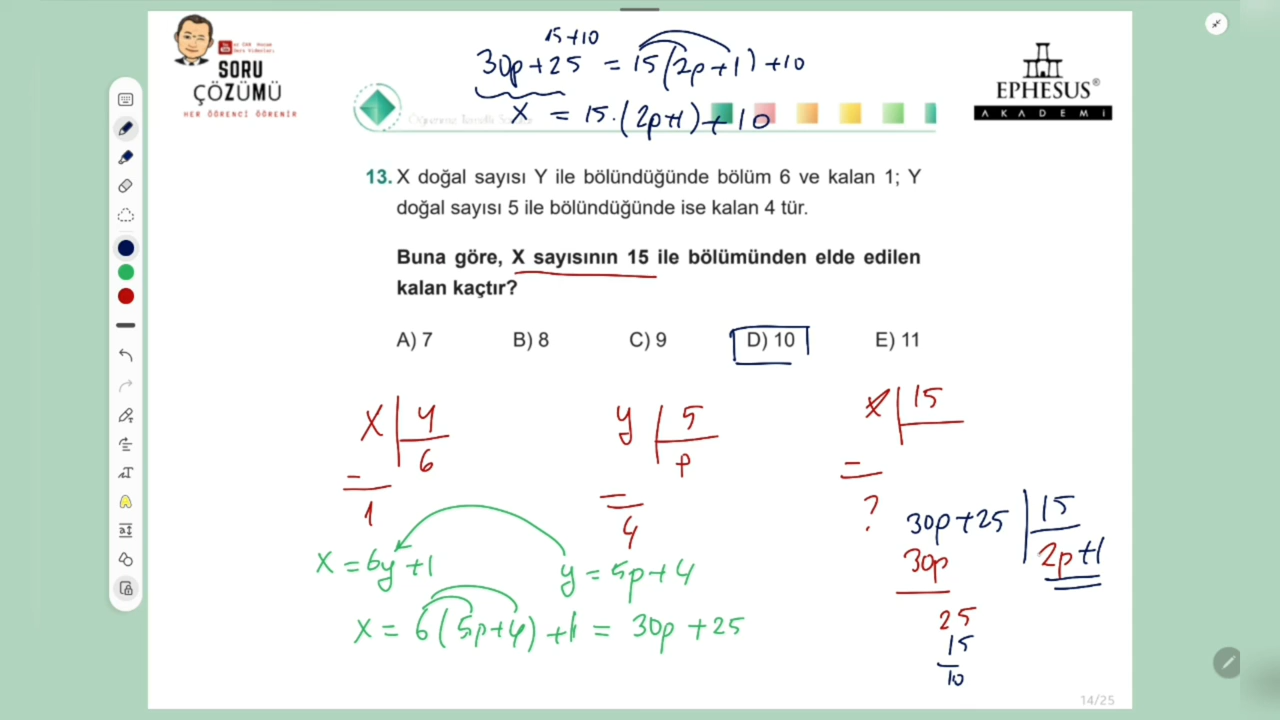 15+10
30p+25 = 15(2p+1)+10
x = 15.(2p+1)+10
SORU
ÇÖZÜMÜ
HER ÖĞRENCİ ÖĞRENİR
EPHESUS®
AKADEMİ
13. X doğal sayısı Y ile bölündüğünde bölüm 6 ve kalan 1; Y
doğal sayısı 5 ile bölündüğünde ise kalan 4 tür.
Buna göre, X sayısının 15 ile bölümünden elde edilen
kalan kaçtır?
A) 7 B) 8 C) 9 D) 10 E) 11
x y
6
1
y 5
p
4
x 15
?
30p+25 15
30p 2p+1
25
15
10
x = 6y+1
y = 5p+4
x = 6(5p+4)+1 = 30p+25
14/25